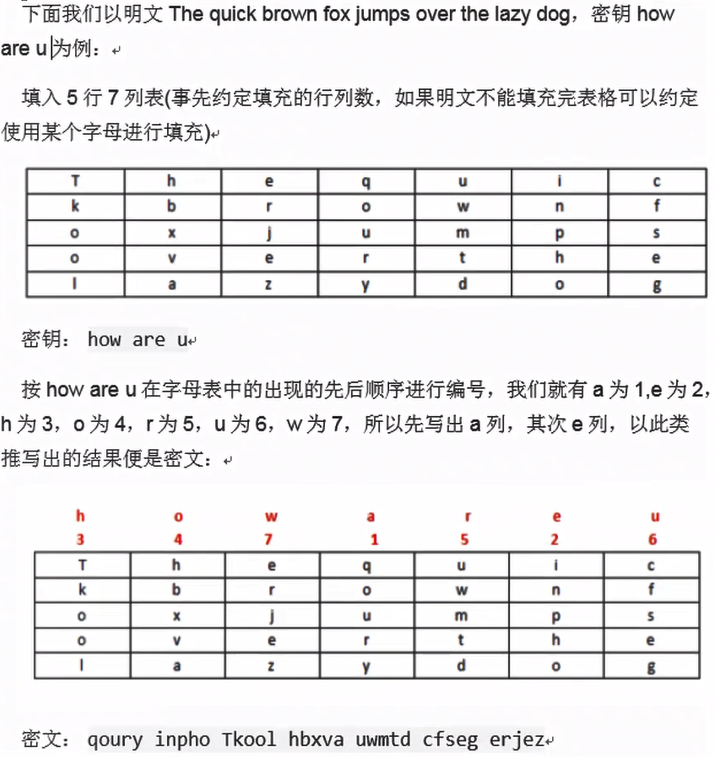 下面我们以明文 The quick brown fox jumps over the lazy dog，密钥 how
are u 为例：
填入 5 行 7 列表(事先约定填充的行列数，如果明文不能填充完表格可以约定
使用某个字母进行填充)
T h e q u i c
k b r o w n f
o x j u m p s
o v e r t h e
l a z y d o g
密钥： how are u
按 how are u 在字母表中的出现的先后顺序进行编号，我们就有 a 为 1,e 为 2，
h 为 3，o 为 4，r 为 5，u 为 6，w 为 7，所以先写出 a 列，其次 e 列，以此类
推写出的结果便是密文：
h o w a r e u
3 4 7 1 5 2 6
T h e q u i c
k b r o w n f
o x j u m p s
o v e r t h e
l a z y d o g
密文： qoury inpho Tkool hbxva uwmtd cfseg erjez